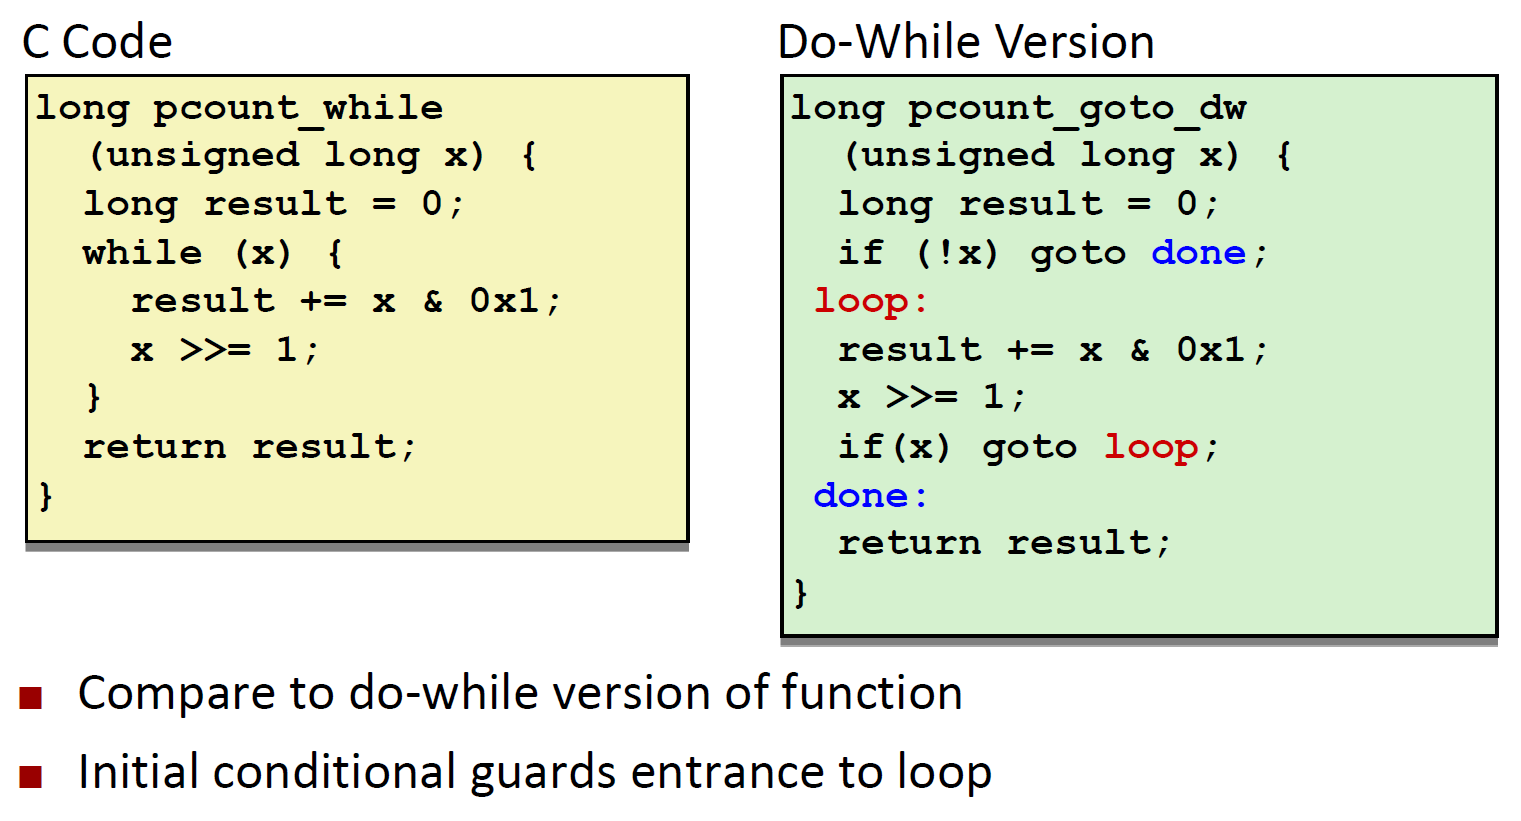 C Code
long pcount_while
(unsigned long x) {
long result = 0;
while (x) {
result += x & 0x1;
x >>= 1;
}
return result;
}
Do-While Version
long pcount_goto_dw
(unsigned long x) {
long result = 0;
if (!x) goto done;
loop:
result += x & 0x1;
x >>= 1;
if(x) goto loop;
done:
return result;
}
Compare to do-while version of function
Initial conditional guards entrance to loop